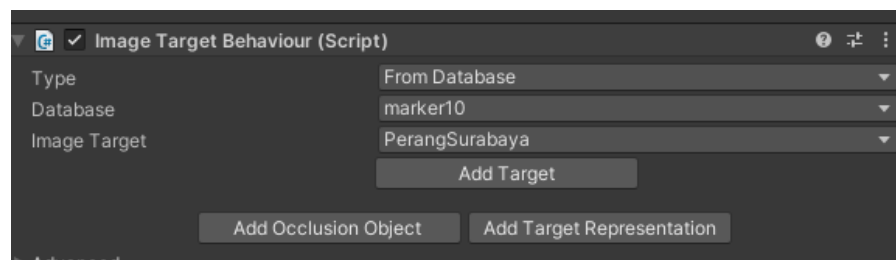 Image Target Behaviour (Script)
Type From Database
Database marker10
Image Target PerangSurabaya
Add Target
Add Occlusion Object Add Target Representation
Advanced